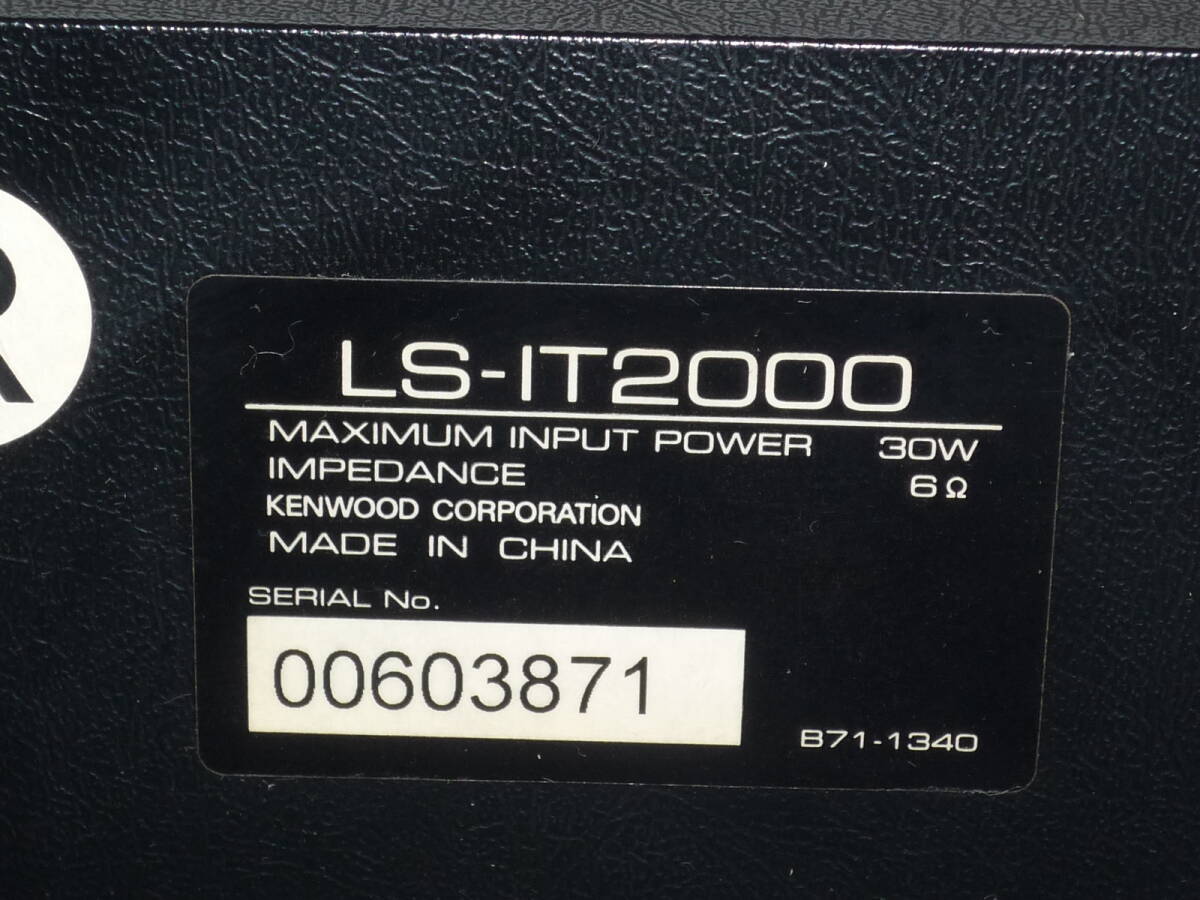 R
LS-IT2000
MAXIMUM INPUT POWER 30W
IMPEDANCE 6Ω
KENWOOD CORPORATION
MADE IN CHINA
SERIAL No.
00603871
B71-1340